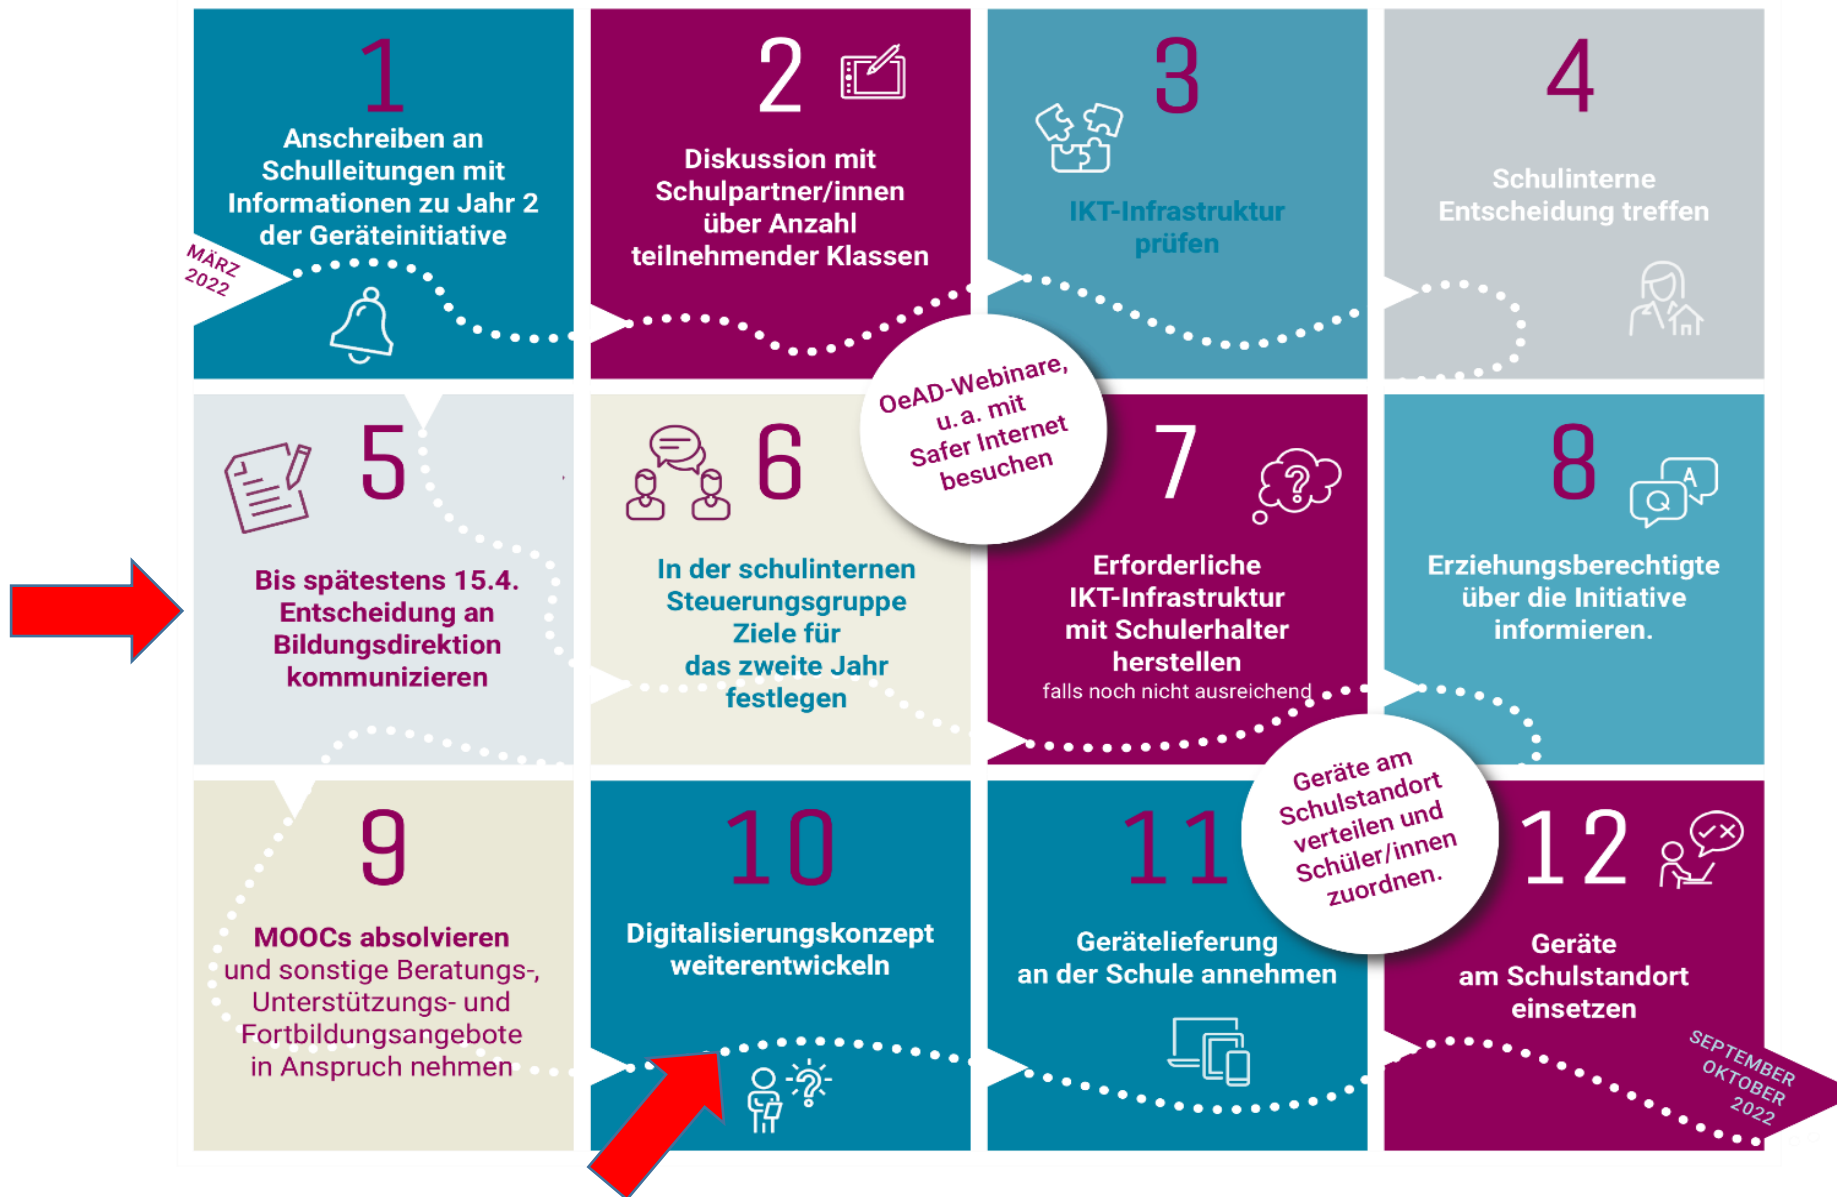 1
Anschreiben an
Schulleitungen mit
Informationen zu Jahr 2
der Geräteinitiative
MÄRZ
2022
2
Diskussion mit
Schulpartner/innen
über Anzahl
teilnehmender Klassen
3
IKT-Infrastruktur
prüfen
4
Schulinterne
Entscheidung treffen
OeAD-Webinare,
u. a. mit
Safer Internet
besuchen
5
Bis spätestens 15.4.
Entscheidung an
Bildungsdirektion
kommunizieren
6
In der schulinternen
Steuerungsgruppe
Ziele für
das zweite Jahr
festlegen
7
?
Erforderliche
IKT-Infrastruktur
mit Schulerhalter
herstellen
falls noch nicht ausreichend
8
Q
A
Erziehungsberechtigte
über die Initiative
informieren.
Geräte am
Schulstandort
verteilen und
Schüler/innen
zuordnen.
9
MOOCs absolvieren
und sonstige Beratungs-,
Unterstützungs- und
Fortbildungsangebote
in Anspruch nehmen
10
Digitalisierungskonzept
weiterentwickeln
?
11
Gerätelieferung
an der Schule annehmen
12
Geräte
am Schulstandort
einsetzen
SEPTEMBER
OKTOBER
2022